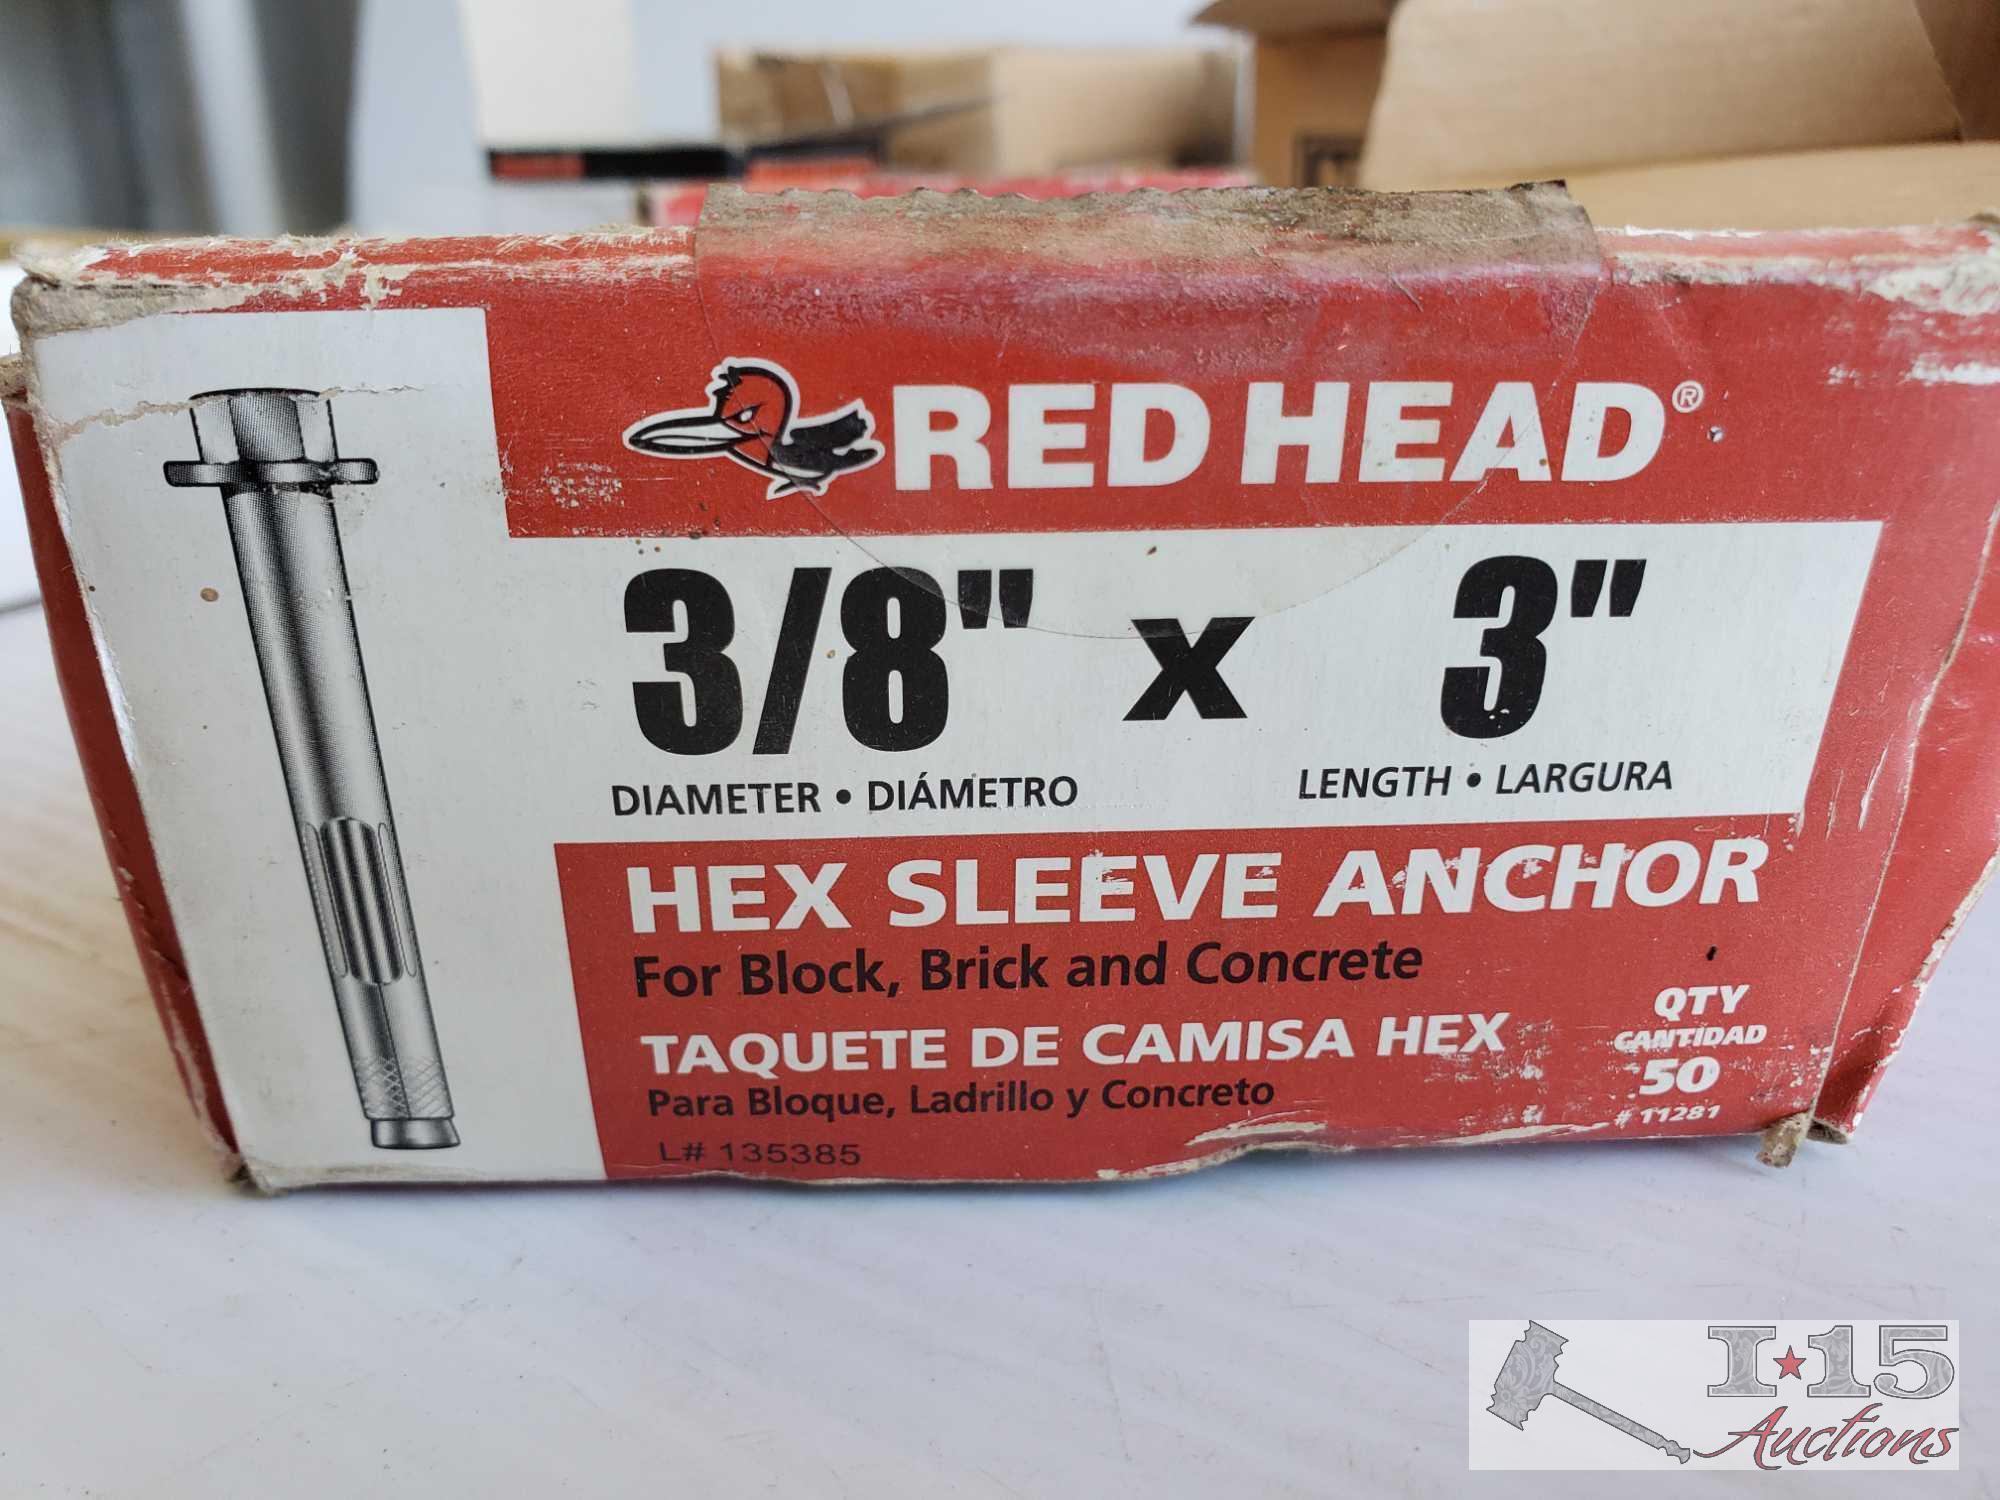 RED HEAD®
3/8" x 3"
DIAMETER • DIÁMETRO LENGTH • LARGURA
HEX SLEEVE ANCHOR
For Block, Brick and Concrete
TAQUETE DE CAMISA HEX
Para Bloque, Ladrillo y Concreto
QTY
CANTIDAD
50
# 11281
L# 135385
I★15
Auctions